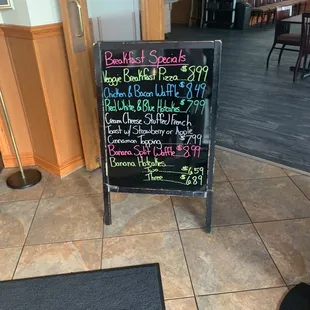 Breakfast Specials
Veggie Breakfast Pizza $8.99
Chicken & Bacon Waffle $8.49
Red White & Blue Hotcakes $7.99
Cream Cheese Stuffed French
Toast w/ Strawberry or Apple
Cinnamon Topping $7.99
Banana Split Waffle $8.99
Banana Hotcakes
Two $6.59
Three $9.89